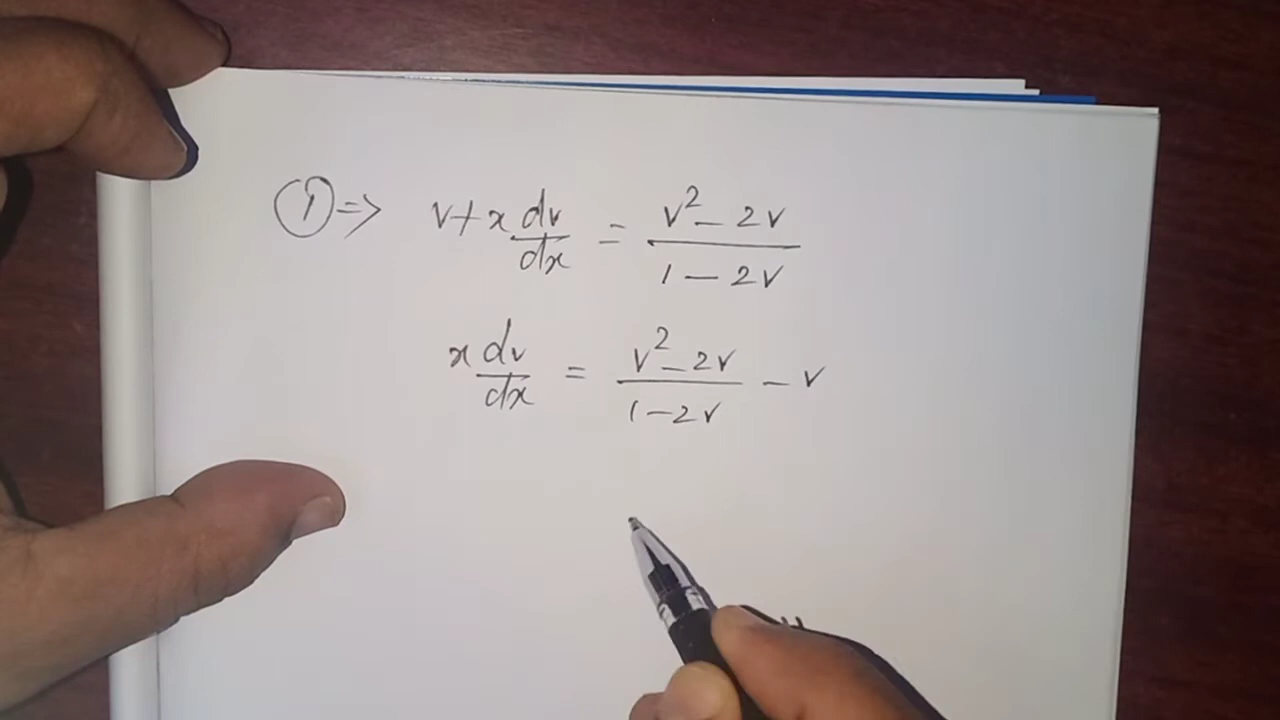 ① => v + x dv/dx = (v² - 2v)/(1 - 2v)
x dv/dx = (v² - 2v)/(1 - 2v) - v